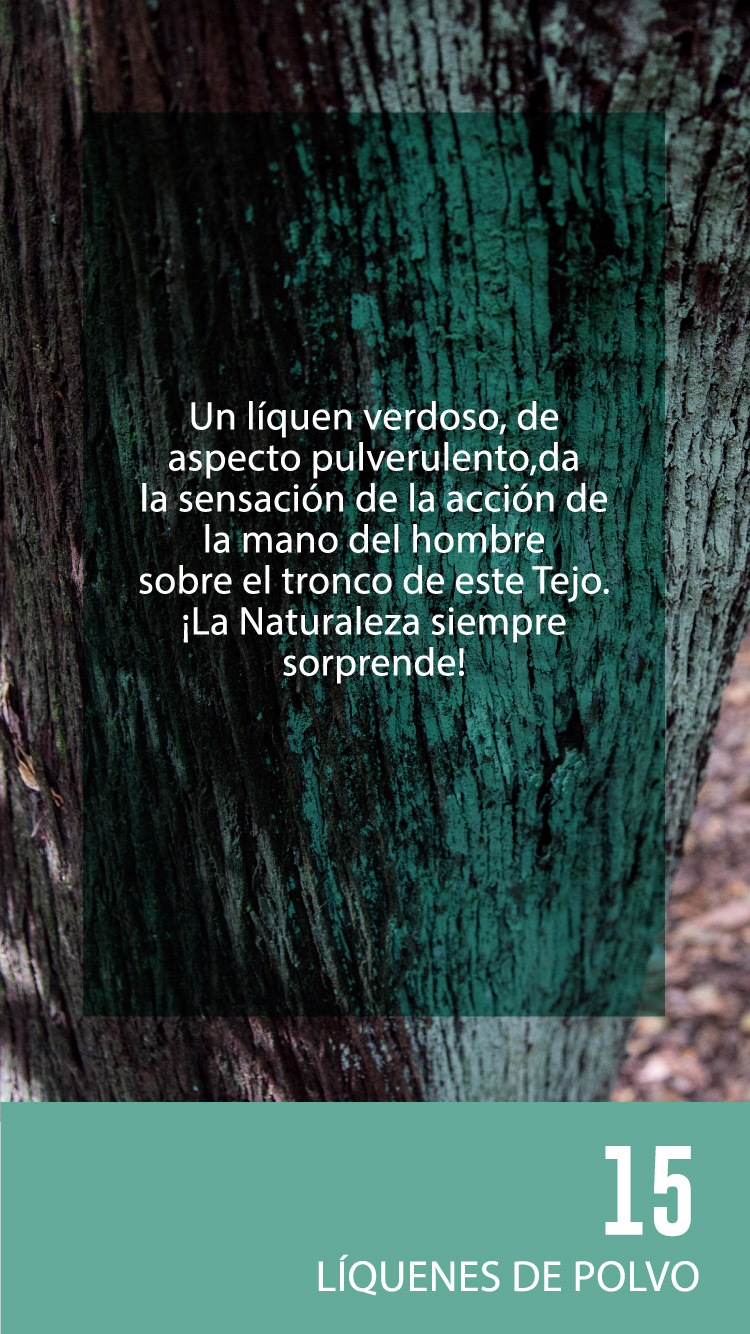 Un líquen verdoso, de
aspecto pulverulento,da
la sensación de la acción de
la mano del hombre
sobre el tronco de este Tejo.
¡La Naturaleza siempre
sorprende!
15
LÍQUENES DE POLVO